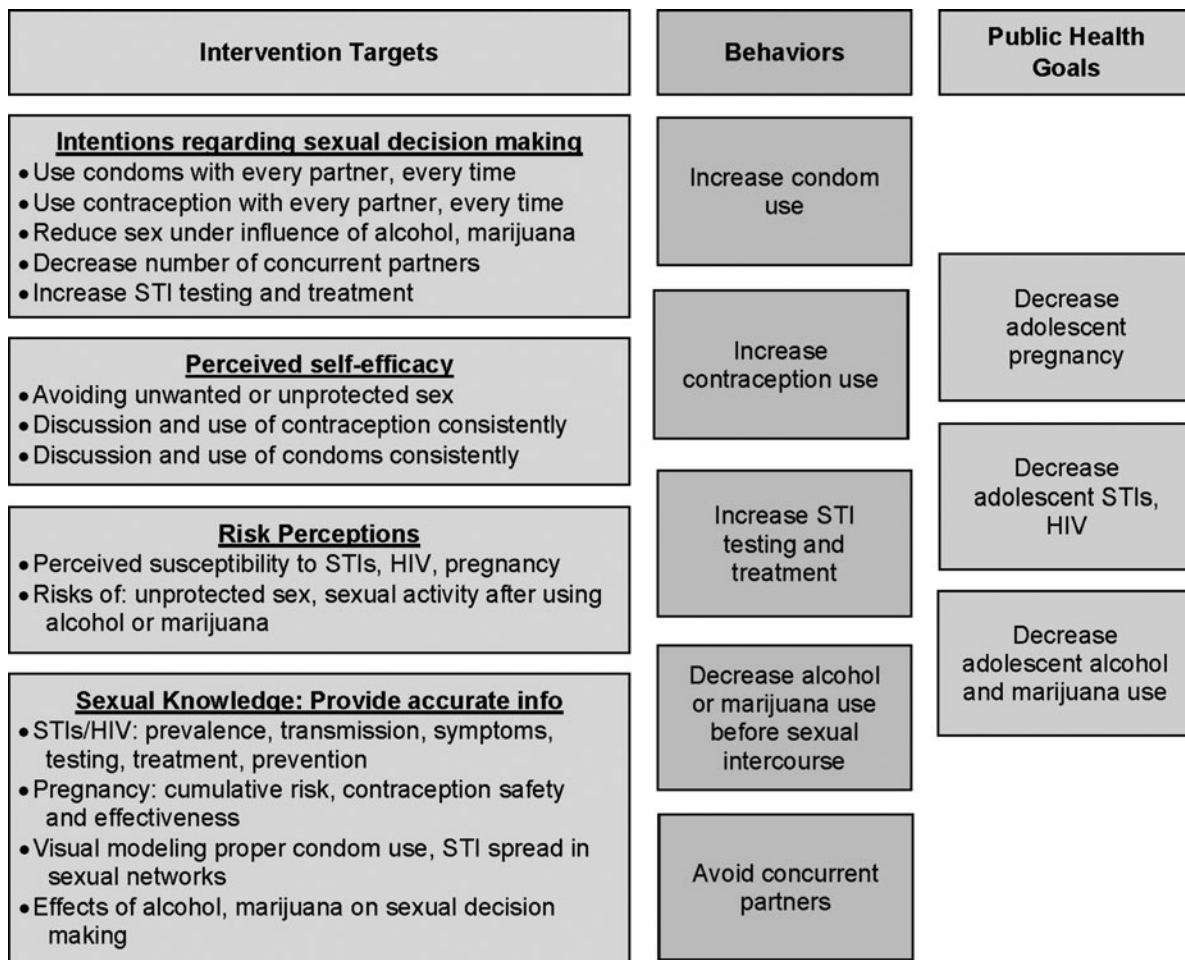 Intervention Targets
Behaviors
Public Health
Goals
Intentions regarding sexual decision making
• Use condoms with every partner, every time
• Use contraception with every partner, every time
• Reduce sex under influence of alcohol, marijuana
• Decrease number of concurrent partners
• Increase STI testing and treatment
Perceived self-efficacy
• Avoiding unwanted or unprotected sex
• Discussion and use of contraception consistently
• Discussion and use of condoms consistently
Risk Perceptions
• Perceived susceptibility to STIs, HIV, pregnancy
• Risks of: unprotected sex, sexual activity after using
alcohol or marijuana
Sexual Knowledge: Provide accurate info
• STIs/HIV: prevalence, transmission, symptoms,
testing, treatment, prevention
• Pregnancy: cumulative risk, contraception safety
and effectiveness
• Visual modeling proper condom use, STI spread in
sexual networks
• Effects of alcohol, marijuana on sexual decision
making
Increase condom
use
Increase
contraception use
Increase STI
testing and
treatment
Decrease alcohol
or marijuana use
before sexual
intercourse
Avoid concurrent
partners
Decrease
adolescent
pregnancy
Decrease
adolescent STIs,
HIV
Decrease
adolescent alcohol
and marijuana use